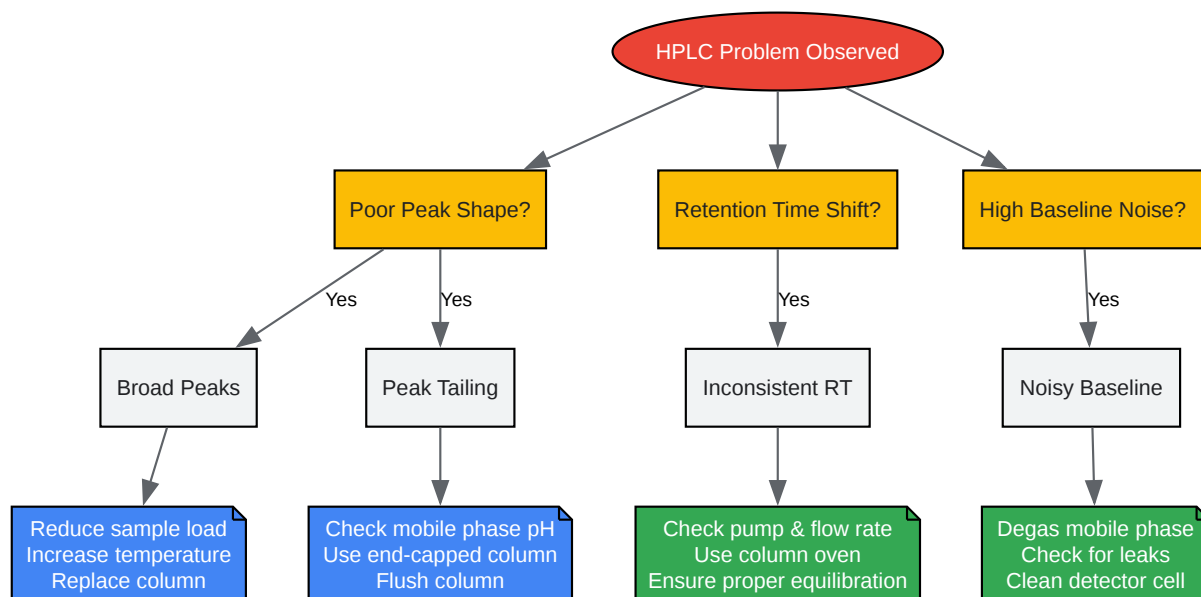 HPLC Problem Observed
Poor Peak Shape?
Retention Time Shift?
High Baseline Noise?
Yes
Yes
Yes
Yes
Broad Peaks
Peak Tailing
Inconsistent RT
Noisy Baseline
Reduce sample load
Increase temperature
Replace column
Check mobile phase pH
Use end-capped column
Flush column
Check pump & flow rate
Use column oven
Ensure proper equilibration
Degas mobile phase
Check for leaks
Clean detector cell